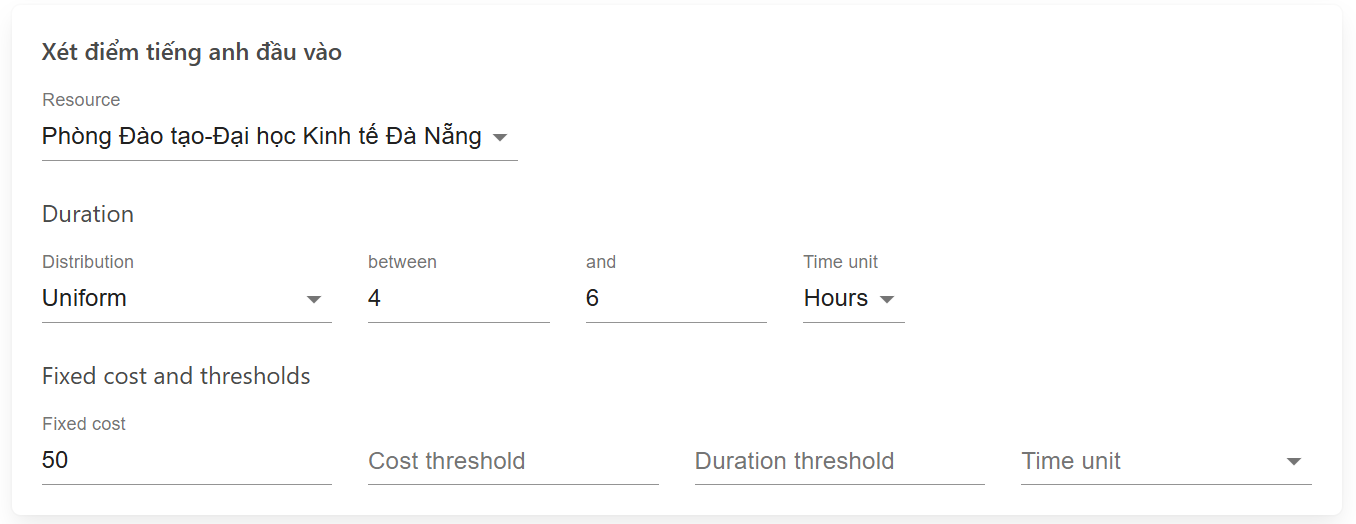 Xét điểm tiếng anh đầu vào
Resource
Phòng Đào tạo-Đại học Kinh tế Đà Nẵng
Duration
Distribution between and Time unit
Uniform 4 6 Hours
Fixed cost and thresholds
Fixed cost
50 Cost threshold Duration threshold Time unit